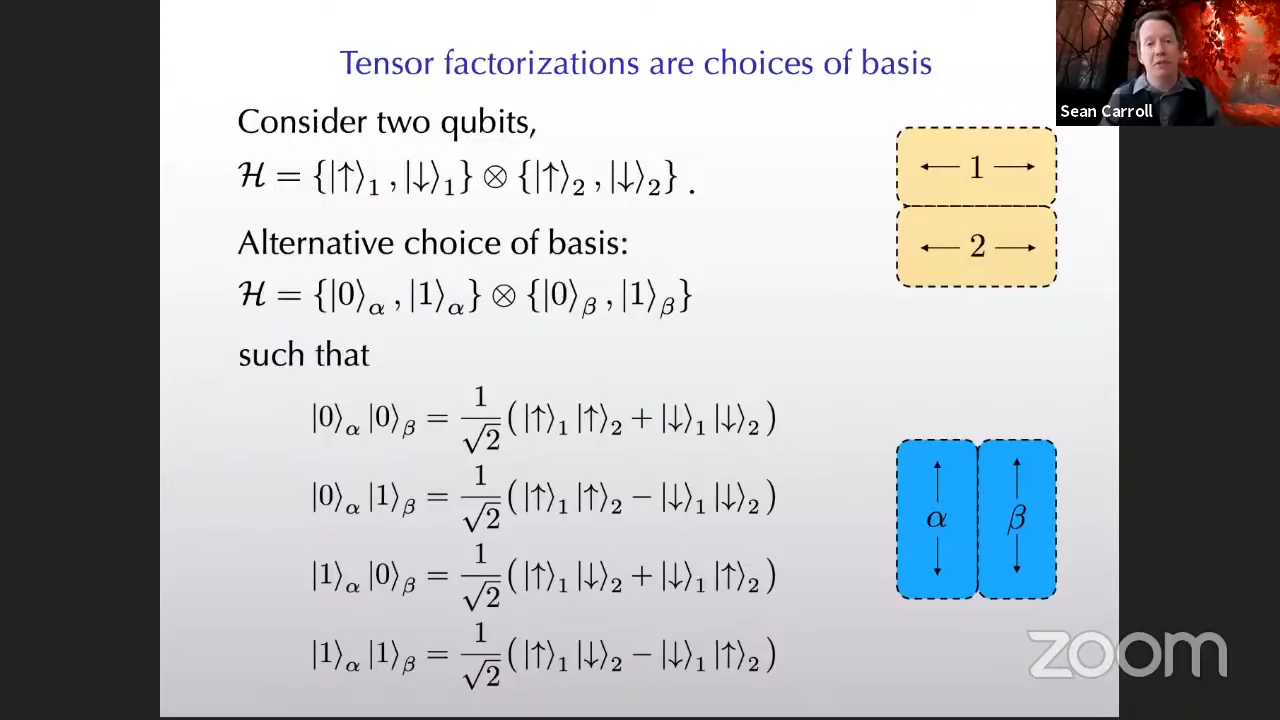 Tensor factorizations are choices of basis
Sean Carroll
Consider two qubits,
ℋ = {|↑⟩₁ , |↓⟩₁} ⊗ {|↑⟩₂ , |↓⟩₂} .
Alternative choice of basis:
ℋ = {|0⟩_α , |1⟩_α} ⊗ {|0⟩_β , |1⟩_β}
such that
|0⟩_α |0⟩_β = 1/√2 (|↑⟩₁ |↑⟩₂ + |↓⟩₁ |↓⟩₂)
|0⟩_α |1⟩_β = 1/√2 (|↑⟩₁ |↑⟩₂ − |↓⟩₁ |↓⟩₂)
|1⟩_α |0⟩_β = 1/√2 (|↑⟩₁ |↓⟩₂ + |↓⟩₁ |↑⟩₂)
|1⟩_α |1⟩_β = 1/√2 (|↑⟩₁ |↓⟩₂ − |↓⟩₁ |↑⟩₂)
← 1 →
← 2 →
α β
zoom